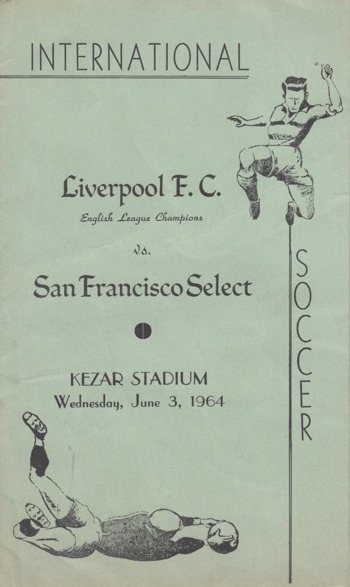 INTERNATIONAL
Liverpool F. C.
English League Champions
vs.
San Francisco Select
KEZAR STADIUM
Wednesday, June 3, 1964
SOCCER